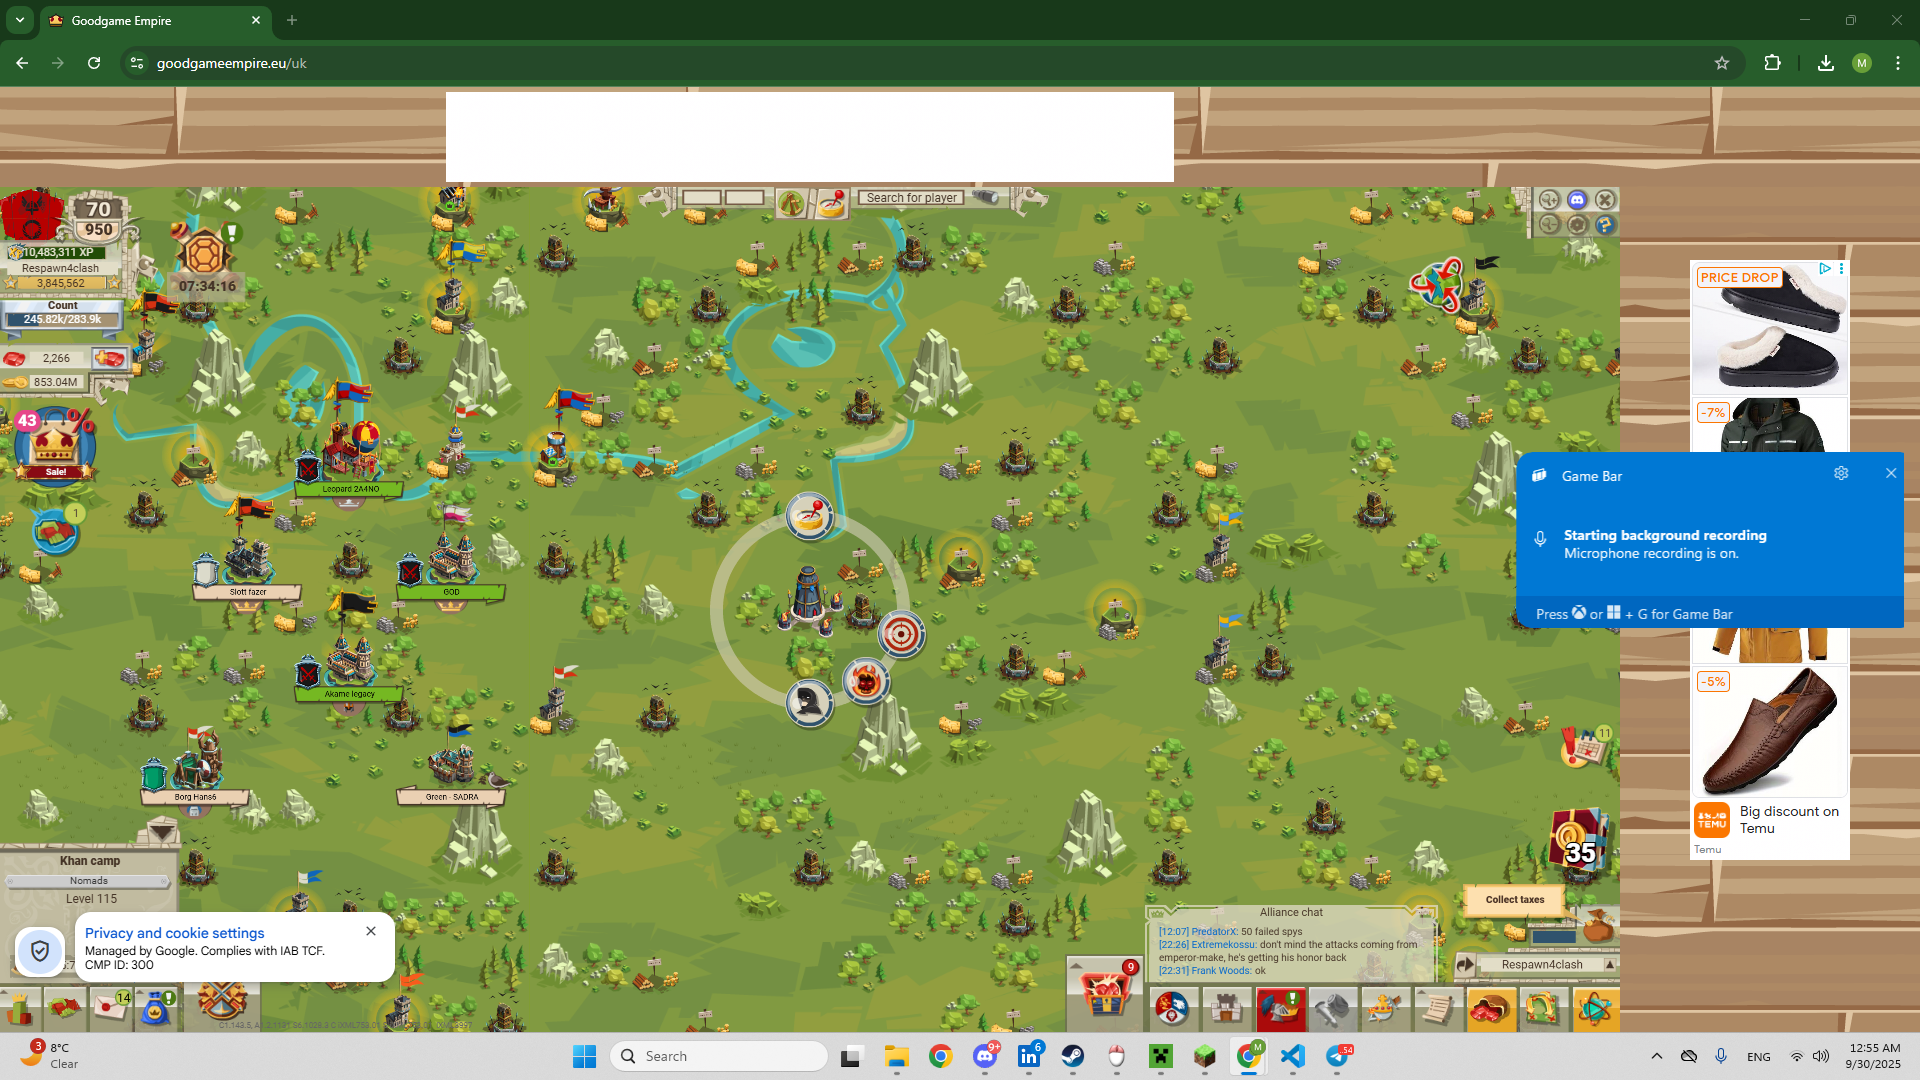 Goodgame Empire
goodgameempire.eu/uk
M
70
950
10,483,311 XP
Respawn4clash
3,845,562
Count
245.82k/283.9k
2,266
853.04M
07:34:16
43
%
Sale!
1
Search for player
Leopard 2A4NO
Slott fazer
GOD
Akame legacy
Borg Hans6
Green - SADRA
Khan camp
Nomads
Level 115
Privacy and cookie settings
Managed by Google. Complies with IAB TCF.
CMP ID: 300
14
Alliance chat
[12:07] PredatorX: 50 failed spys
[22:26] Extremekossu: don't mind the attacks coming from
emperor-make, he's getting his honor back
[22:31] Frank Woods: ok
9
11
35
Collect taxes
Respawn4clash
PRICE DROP
-7%
-5%
TEMU
Big discount on
Temu
Temu
Game Bar
Starting background recording
Microphone recording is on.
Press or + G for Game Bar
3
8°C
Clear
Search
9+
6
M
54
ENG
12:55 AM
9/30/2025